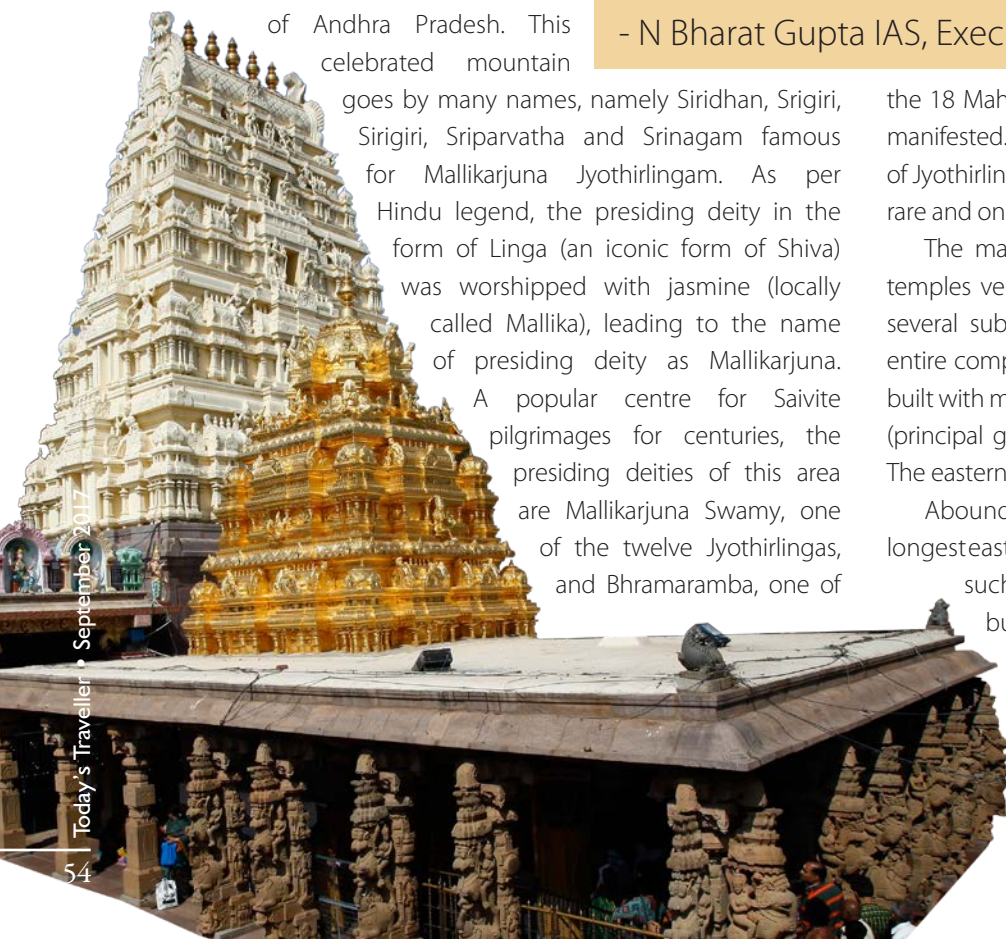 of Andhra Pradesh. This
celebrated mountain
goes by many names, namely Siridhan, Srigiri,
Sirigiri, Sriparvatha and Srinagam famous
for Mallikarjuna Jyothirlingam. As per
Hindu legend, the presiding deity in the
form of Linga (an iconic form of Shiva)
was worshipped with jasmine (locally
called Mallika), leading to the name
of presiding deity as Mallikarjuna.
A popular centre for Saivite
pilgrimages for centuries, the
presiding deities of this area
are Mallikarjuna Swamy, one
of the twelve Jyothirlingas,
and Bhramaramba, one of
- N Bharat Gupta IAS, Exec
the 18 Mah
manifested.
of Jyothirlin
rare and on
The ma
temples ve
several sub
entire comp
built with m
(principal g
The eastern
Abound
longest east
such
bu
Today's Traveller • September 2017
54